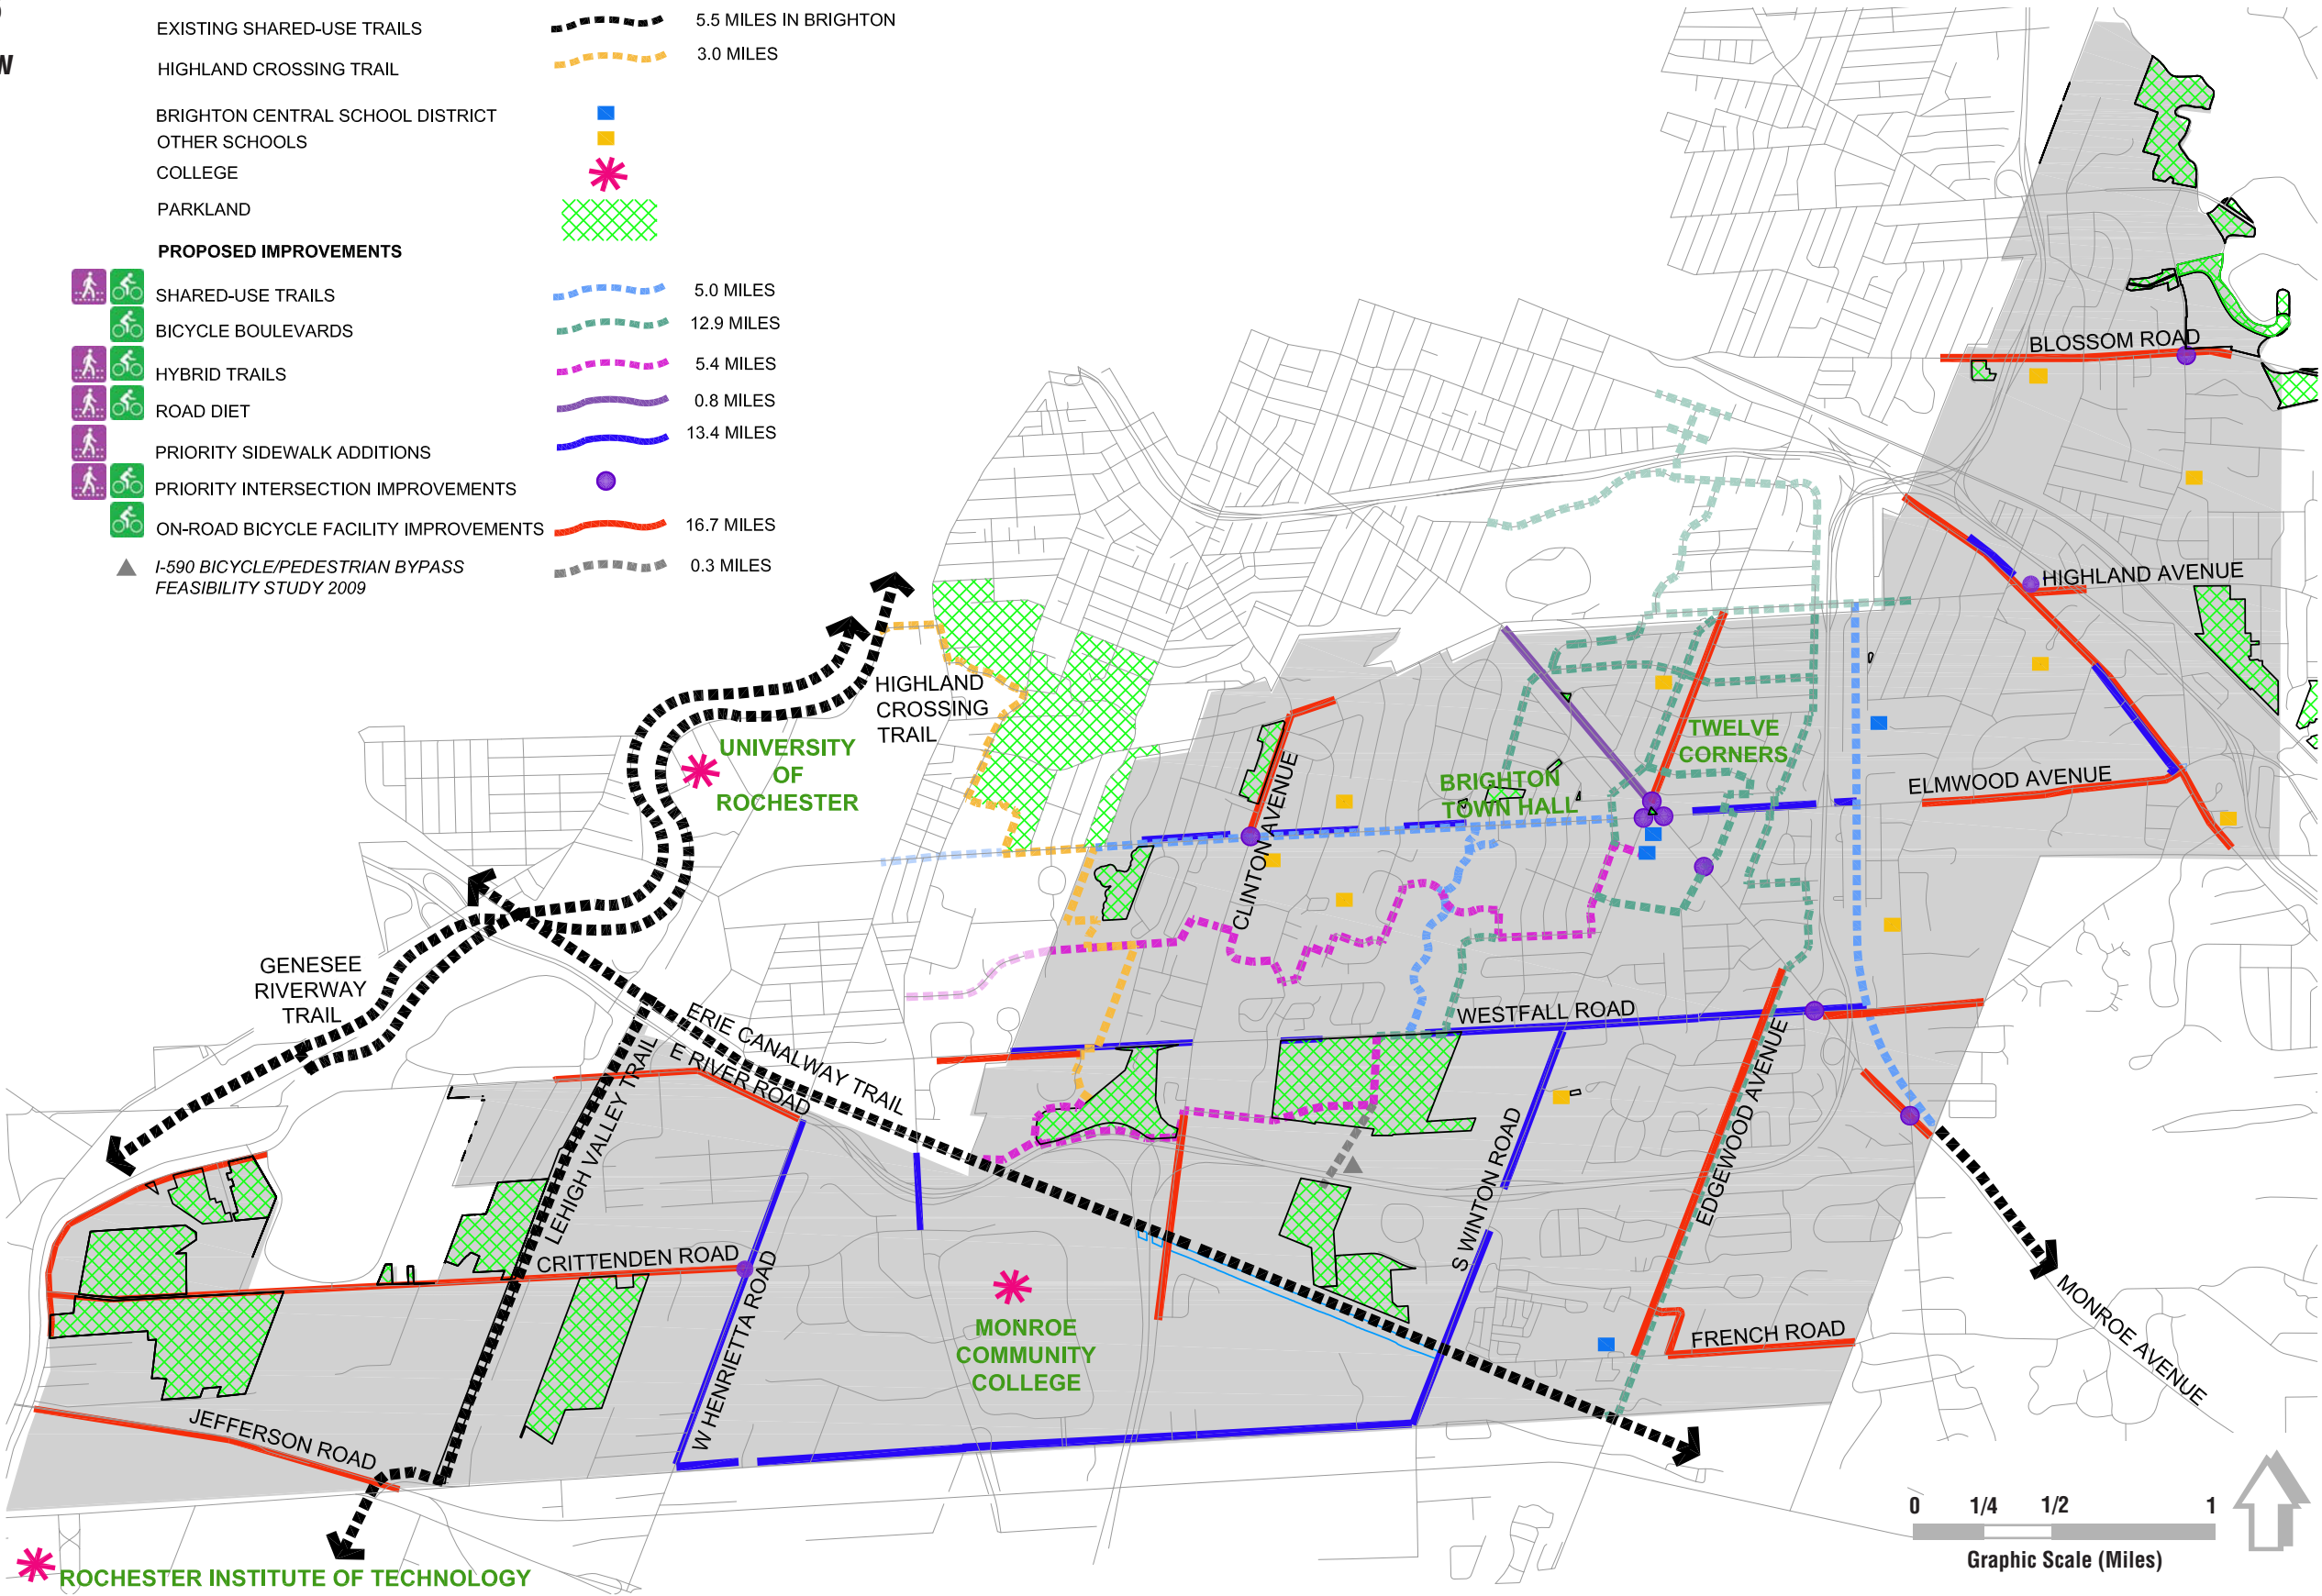 EXISTING SHARED-USE TRAILS
5.5 MILES IN BRIGHTON
HIGHLAND CROSSING TRAIL
3.0 MILES
BRIGHTON CENTRAL SCHOOL DISTRICT
OTHER SCHOOLS
COLLEGE
PARKLAND
PROPOSED IMPROVEMENTS
SHARED-USE TRAILS
5.0 MILES
BICYCLE BOULEVARDS
12.9 MILES
HYBRID TRAILS
5.4 MILES
ROAD DIET
0.8 MILES
PRIORITY SIDEWALK ADDITIONS
13.4 MILES
PRIORITY INTERSECTION IMPROVEMENTS
ON-ROAD BICYCLE FACILITY IMPROVEMENTS
16.7 MILES
I-590 BICYCLE/PEDESTRIAN BYPASS
FEASIBILITY STUDY 2009
0.3 MILES
BLOSSOM ROAD
HIGHLAND AVENUE
HIGHLAND
CROSSING
TRAIL
UNIVERSITY
OF
ROCHESTER
TWELVE
CORNERS
BRIGHTON
TOWN HALL
ELMWOOD AVENUE
CLINTON AVENUE
GENESEE
RIVERWAY
TRAIL
ERIE CANALWAY TRAIL
E RIVER ROAD
WESTFALL ROAD
LEHIGH VALLEY TRAIL
EDGEWOOD AVENUE
S WINTON ROAD
CRITTENDEN ROAD
W HENRIETTA ROAD
MONROE
COMMUNITY
COLLEGE
FRENCH ROAD
MONROE AVENUE
JEFFERSON ROAD
ROCHESTER INSTITUTE OF TECHNOLOGY
0 1/4 1/2 1
Graphic Scale (Miles)